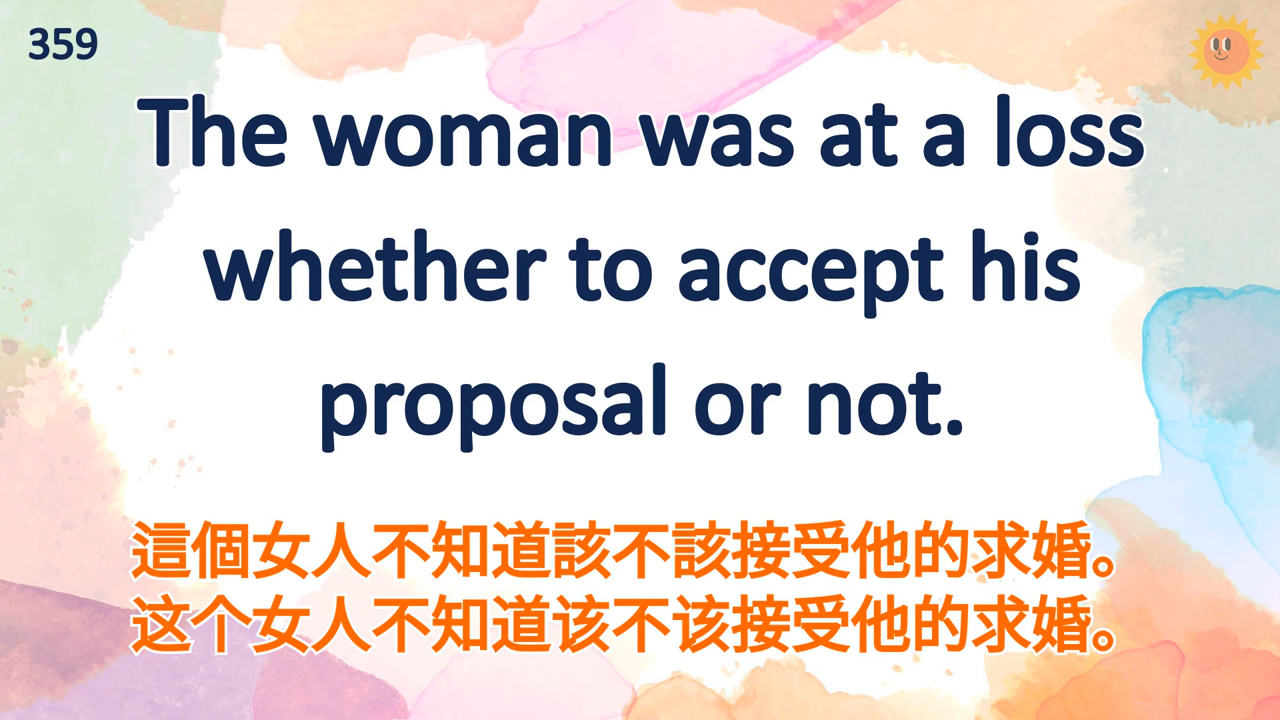 359
The woman was at a loss
whether to accept his
proposal or not.
這個女人不知道該不該接受他的求婚。
这个女人不知道该不该接受他的求婚。